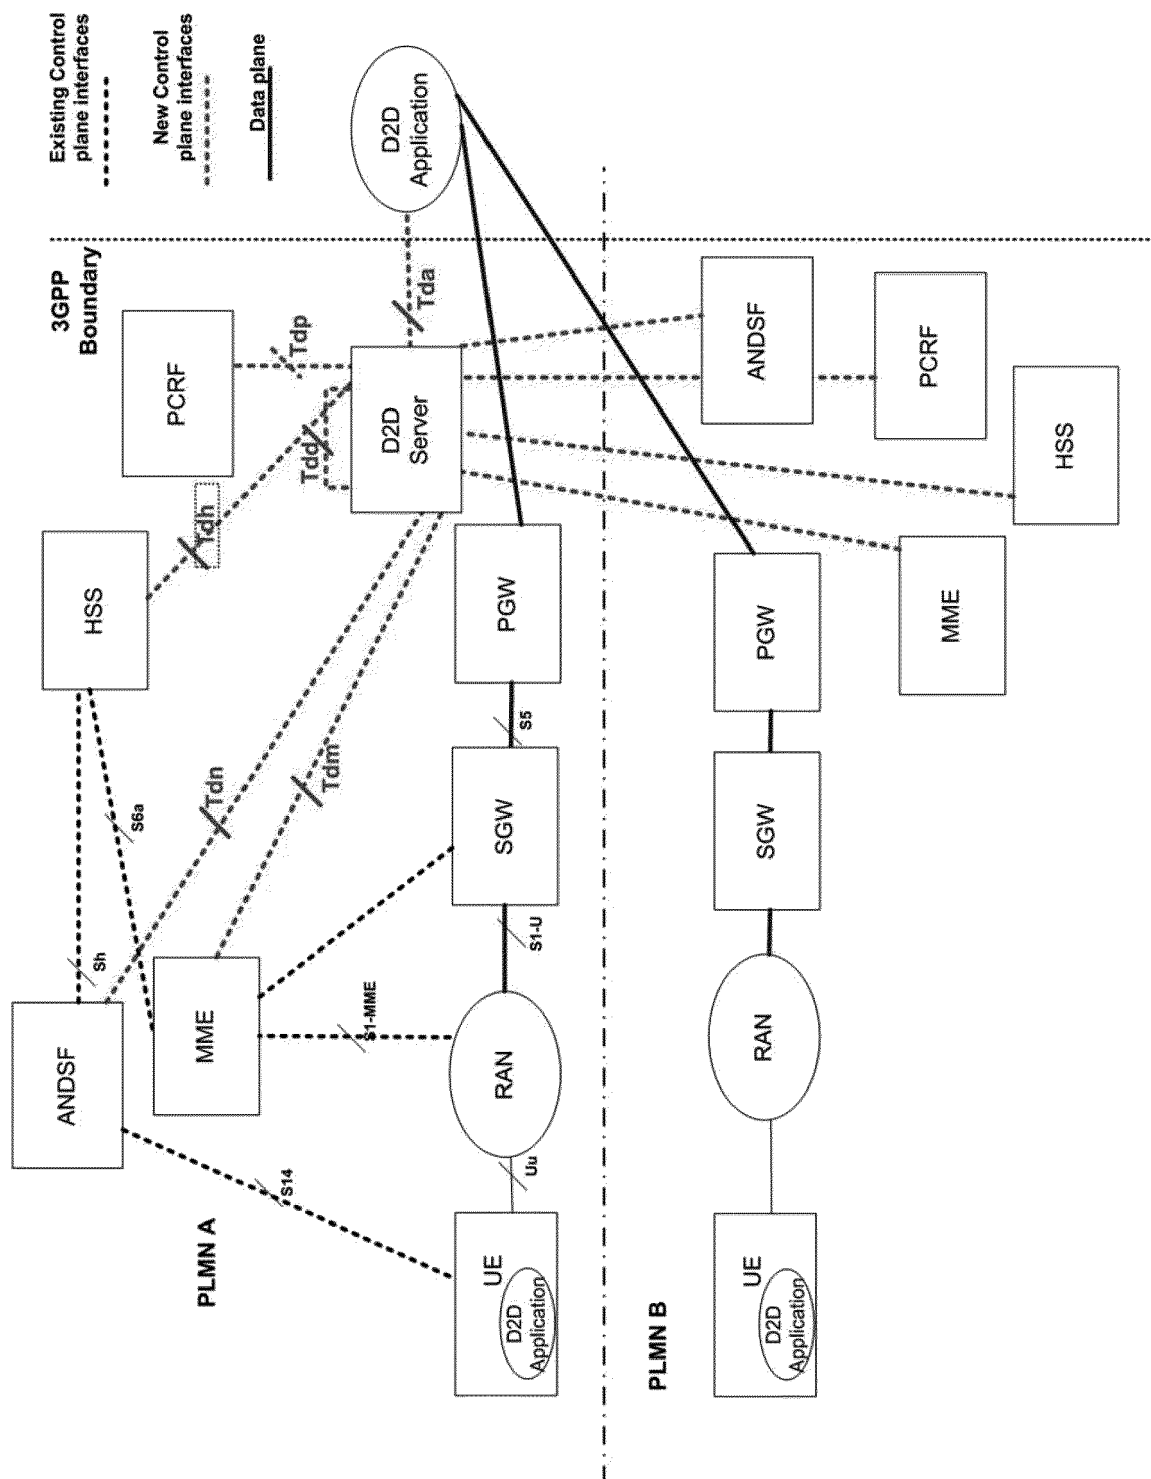 Existing Control
plane interfaces
New Control
plane interfaces
Data plane
3GPP
Boundary
D2D
Application
PCRF
Tdp
Tda
HSS
Tdh
Tdd
D2D
Server
Sh
S6a
Tdn
Tdm
ANDSF
MME
S14
S1-MME
PLMN A
UE
D2D
Application
Uu
RAN
S1-U
SGW
S5
PGW
PLMN B
UE
D2D
Application
RAN
SGW
PGW
MME
HSS
ANDSF
PCRF